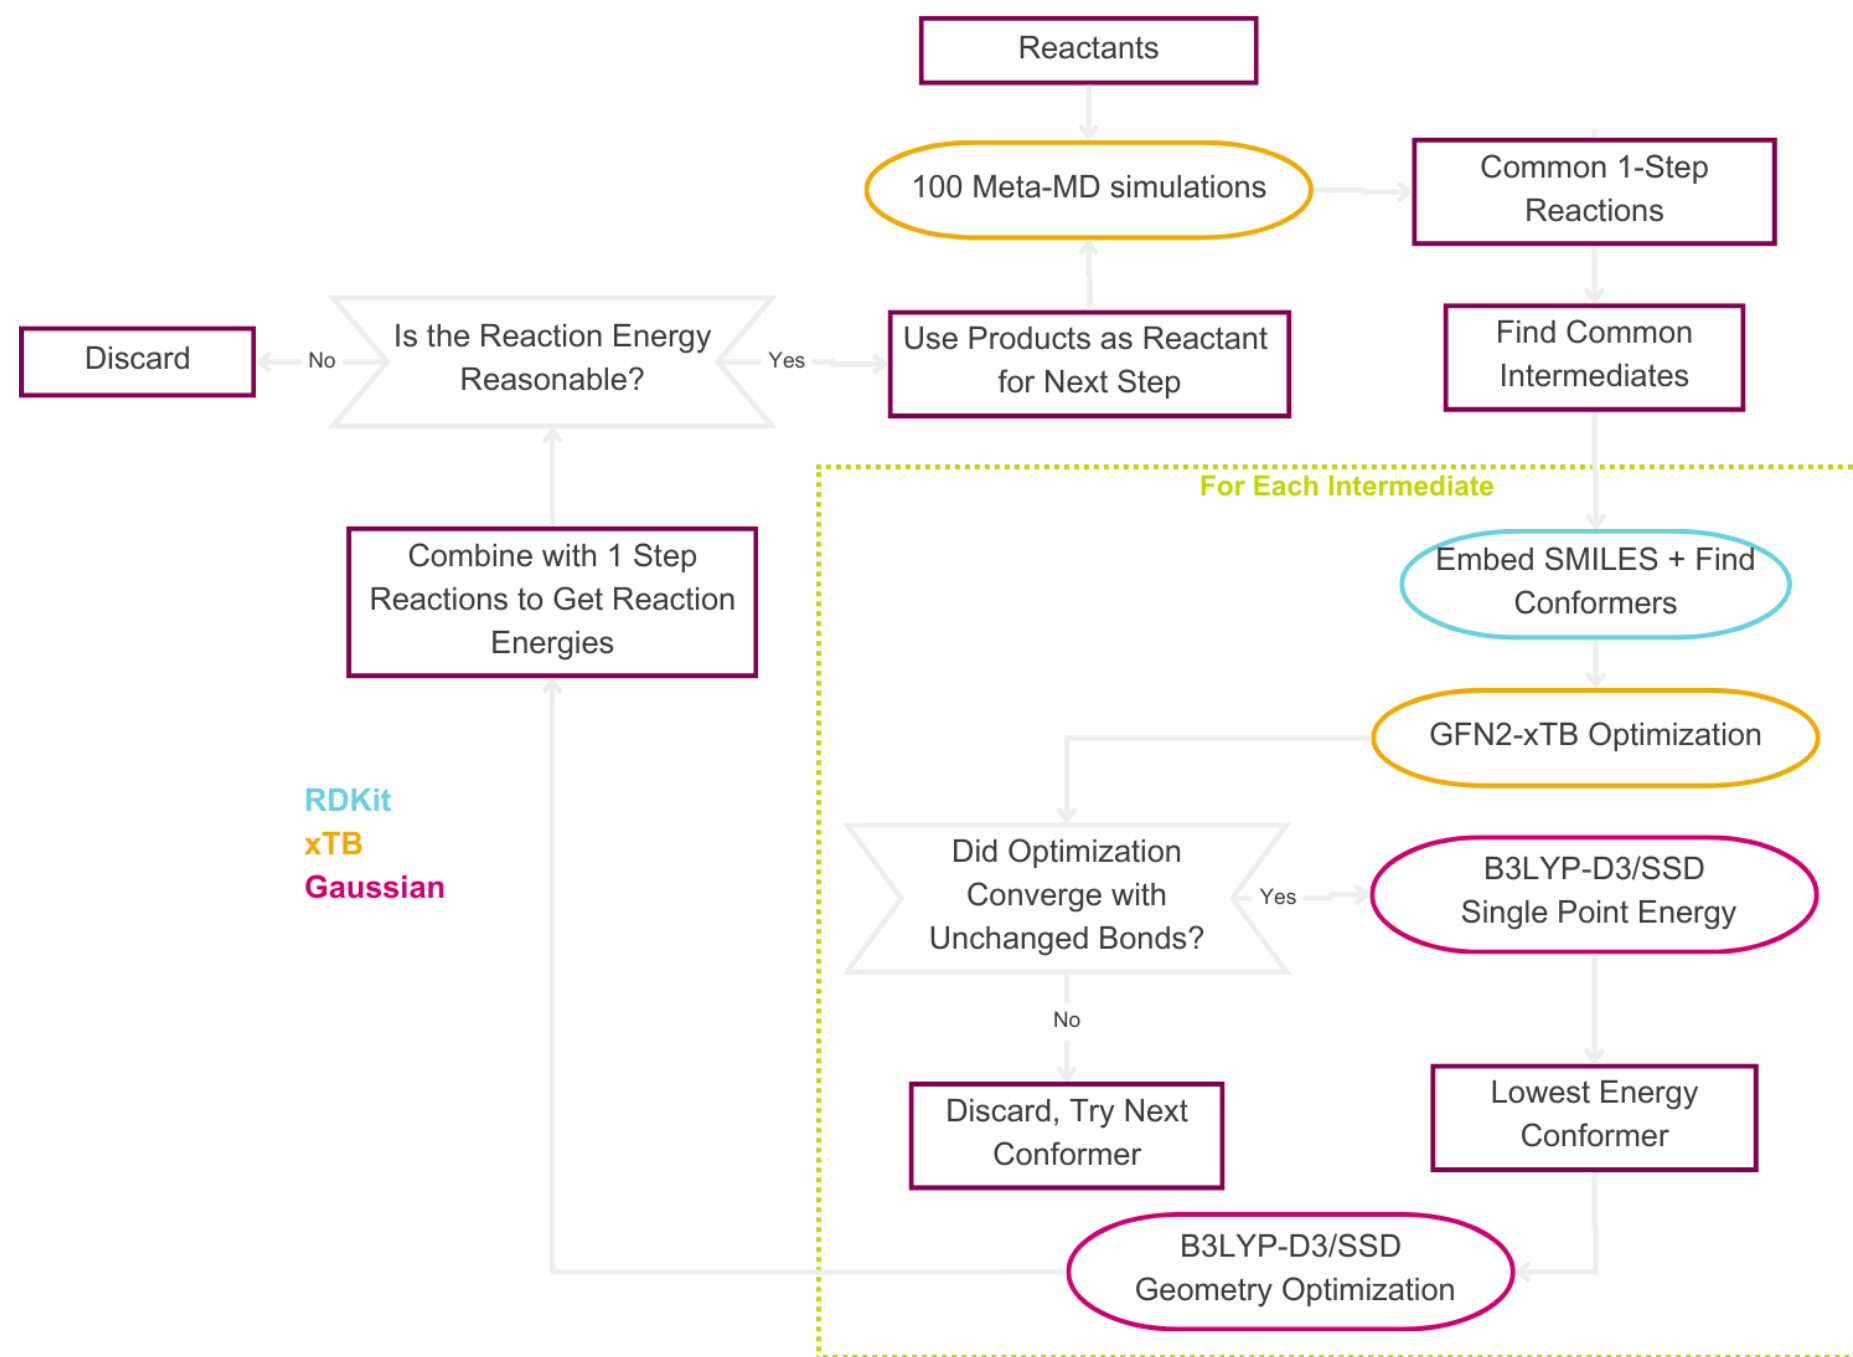 Reactants
100 Meta-MD simulations
Common 1-Step
Reactions
Find Common
Intermediates
Is the Reaction Energy
Reasonable?
No
Discard
Yes
Use Products as Reactant
for Next Step
For Each Intermediate
Embed SMILES + Find
Conformers
Combine with 1 Step
Reactions to Get Reaction
Energies
GFN2-xTB Optimization
RDKit
xTB
Gaussian
Did Optimization
Converge with
Unchanged Bonds?
Yes
B3LYP-D3/SSD
Single Point Energy
No
Discard, Try Next
Conformer
Lowest Energy
Conformer
B3LYP-D3/SSD
Geometry Optimization